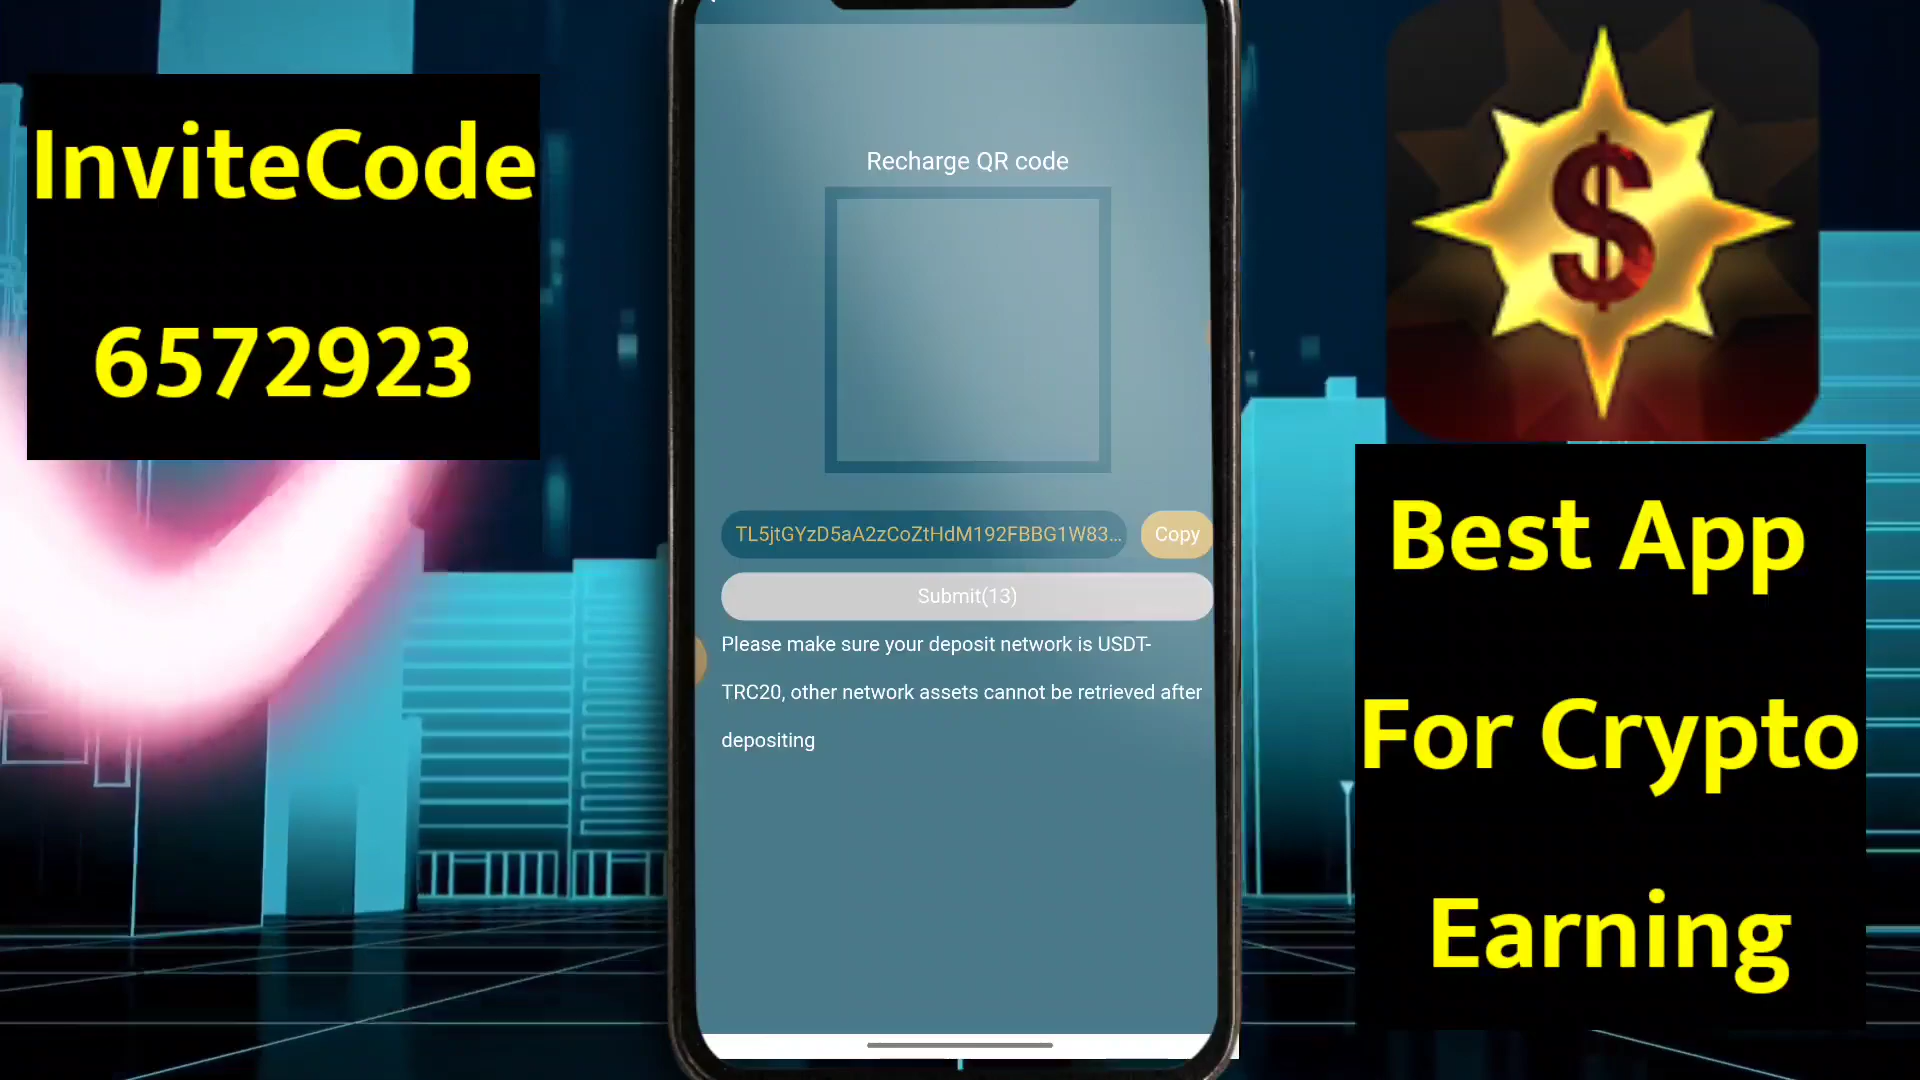 InviteCode
6572923
Recharge QR code
TL5jtGYzD5aA2zCoZtHdM192FBBG1W83...
Copy
Submit(13)
Please make sure your deposit network is USDT-
TRC20, other network assets cannot be retrieved after
depositing
$
Best App
For Crypto
Earning